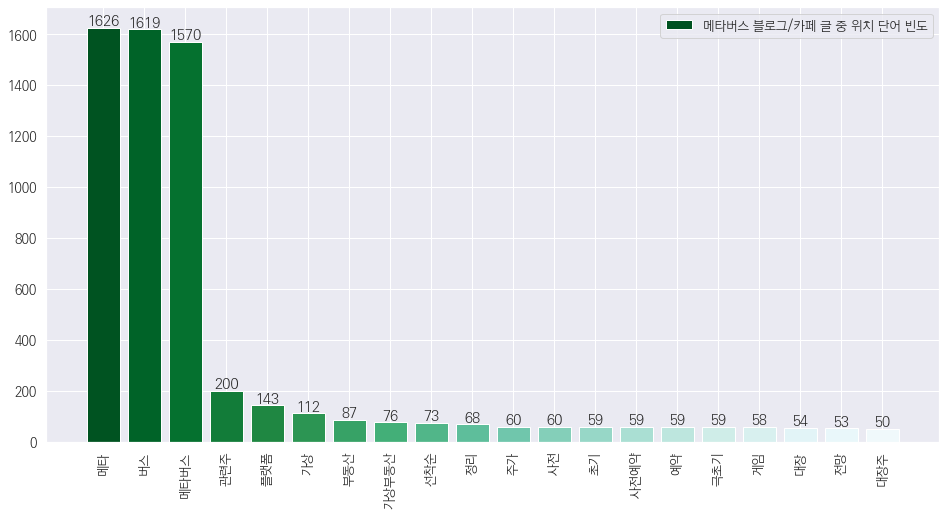 메타버스 블로그/카페 글 중 위치 단어 빈도
1600
1400
1200
1000
800
600
400
200
0
1626
1619
1570
200
143
112
87
76
73
68
60
60
59
59
59
59
58
54
53
50
메타
버스
메타버스
관련주
플랫폼
가상
부동산
가상부동산
선착순
정리
주가
사전
초기
사전예약
예약
극초기
게임
대장
전망
대장주